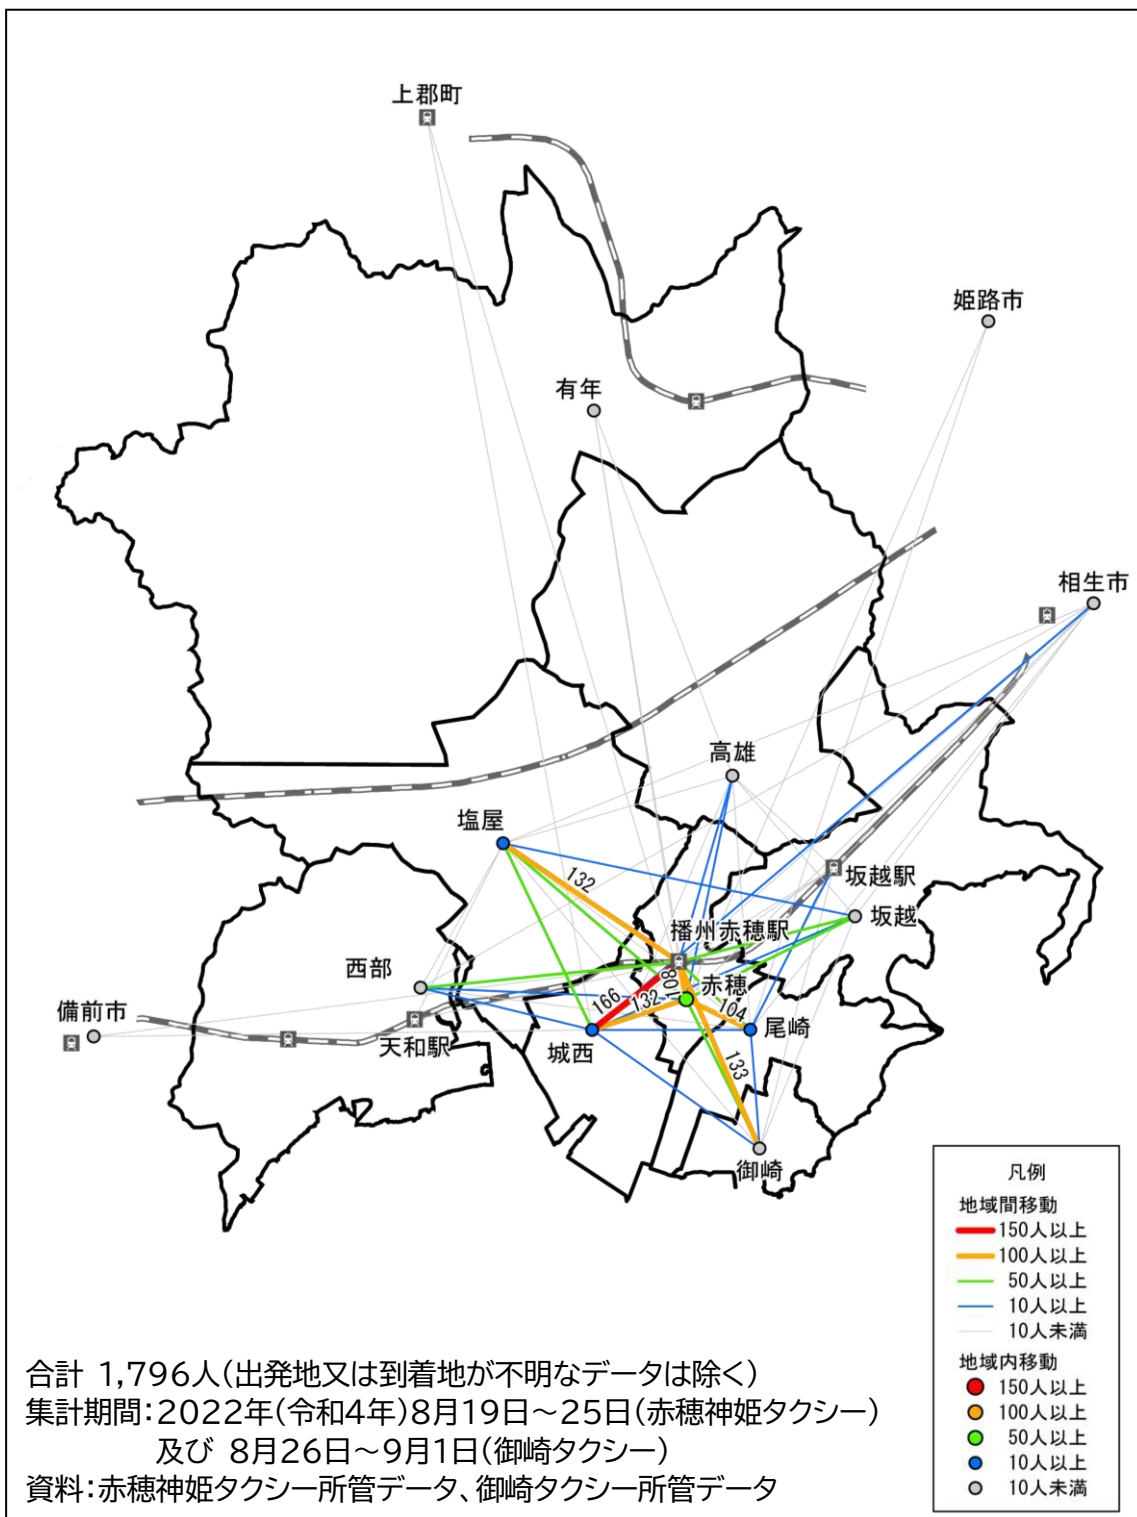 上郡町
姫路市
有年
相生市
高雄
塩屋
132
坂越駅
坂越
播州赤穂駅
西部
108
赤穂
166
132
104
備前市
天和駅
城西
尾崎
133
御崎
凡例
地域間移動
150人以上
100人以上
50人以上
10人以上
10人未満
地域内移動
150人以上
100人以上
50人以上
10人以上
10人未満
合計 1,796人(出発地又は到着地が不明なデータは除く)
集計期間:2022年(令和4年)8月19日~25日(赤穂神姫タクシー)
及び 8月26日~9月1日(御崎タクシー)
資料:赤穂神姫タクシー所管データ、御崎タクシー所管データ